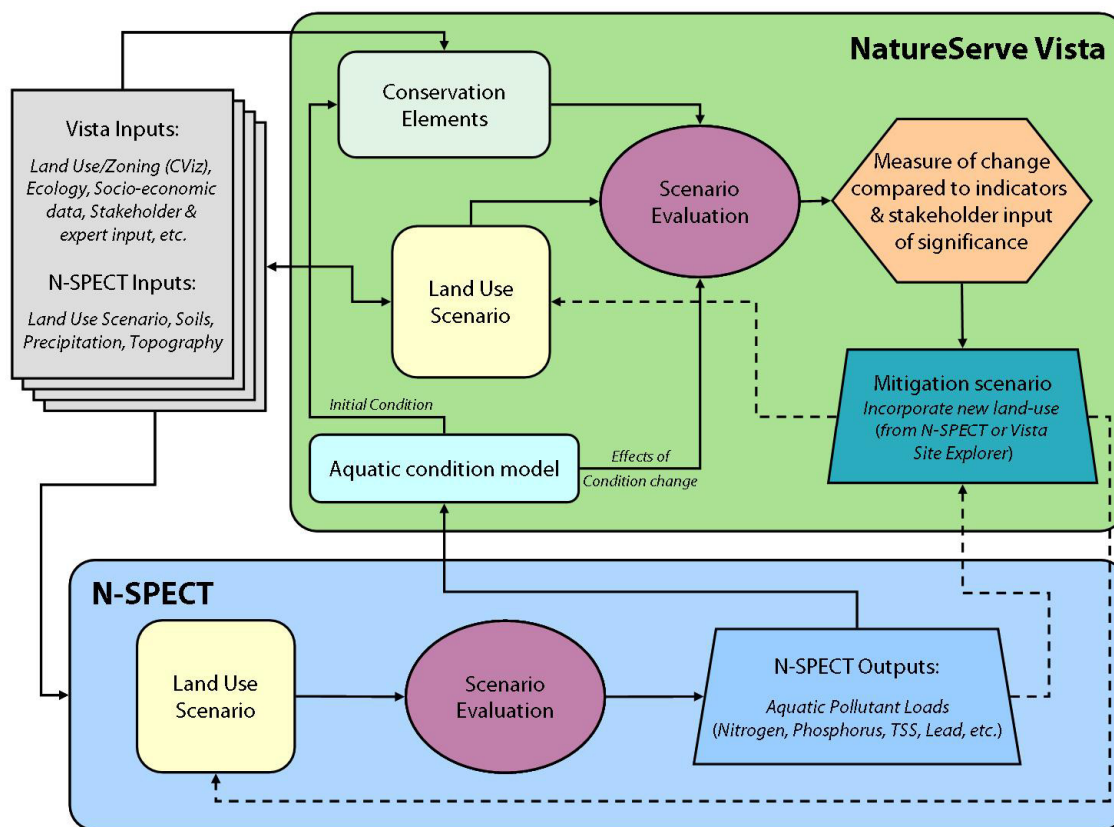 NatureServe Vista
Vista Inputs:
Land Use/Zoning (CViz),
Ecology, Socio-economic
data, Stakeholder &
expert input, etc.
N-SPECT Inputs:
Land Use Scenario, Soils,
Precipitation, Topography
Conservation
Elements
Scenario
Evaluation
Measure of change
compared to indicators
& stakeholder input
of significance
Land Use
Scenario
Mitigation scenario
Incorporate new land-use
(from N-SPECT or Vista
Site Explorer)
Initial Condition
Aquatic condition model
Effects of
Condition change
N-SPECT
Land Use
Scenario
Scenario
Evaluation
N-SPECT Outputs:
Aquatic Pollutant Loads
(Nitrogen, Phosphorus, TSS, Lead, etc.)